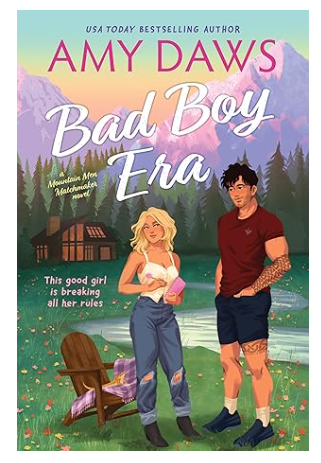 USA TODAY BESTSELLING AUTHOR
AMY DAWS
Bad Boy
Era
a
Mountain Men
Matchmaker
novel
This good girl
is breaking
all her rules